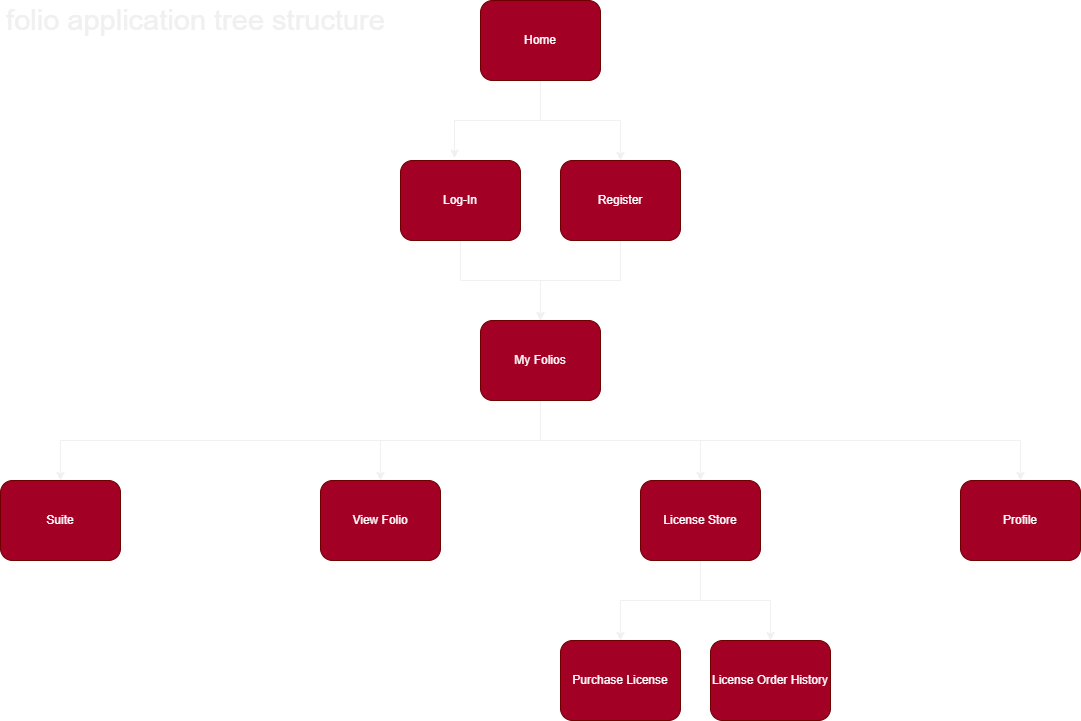 folio application tree structure
Home
Log-In
Register
My Folios
Suite
View Folio
License Store
Profile
Purchase License
License Order History